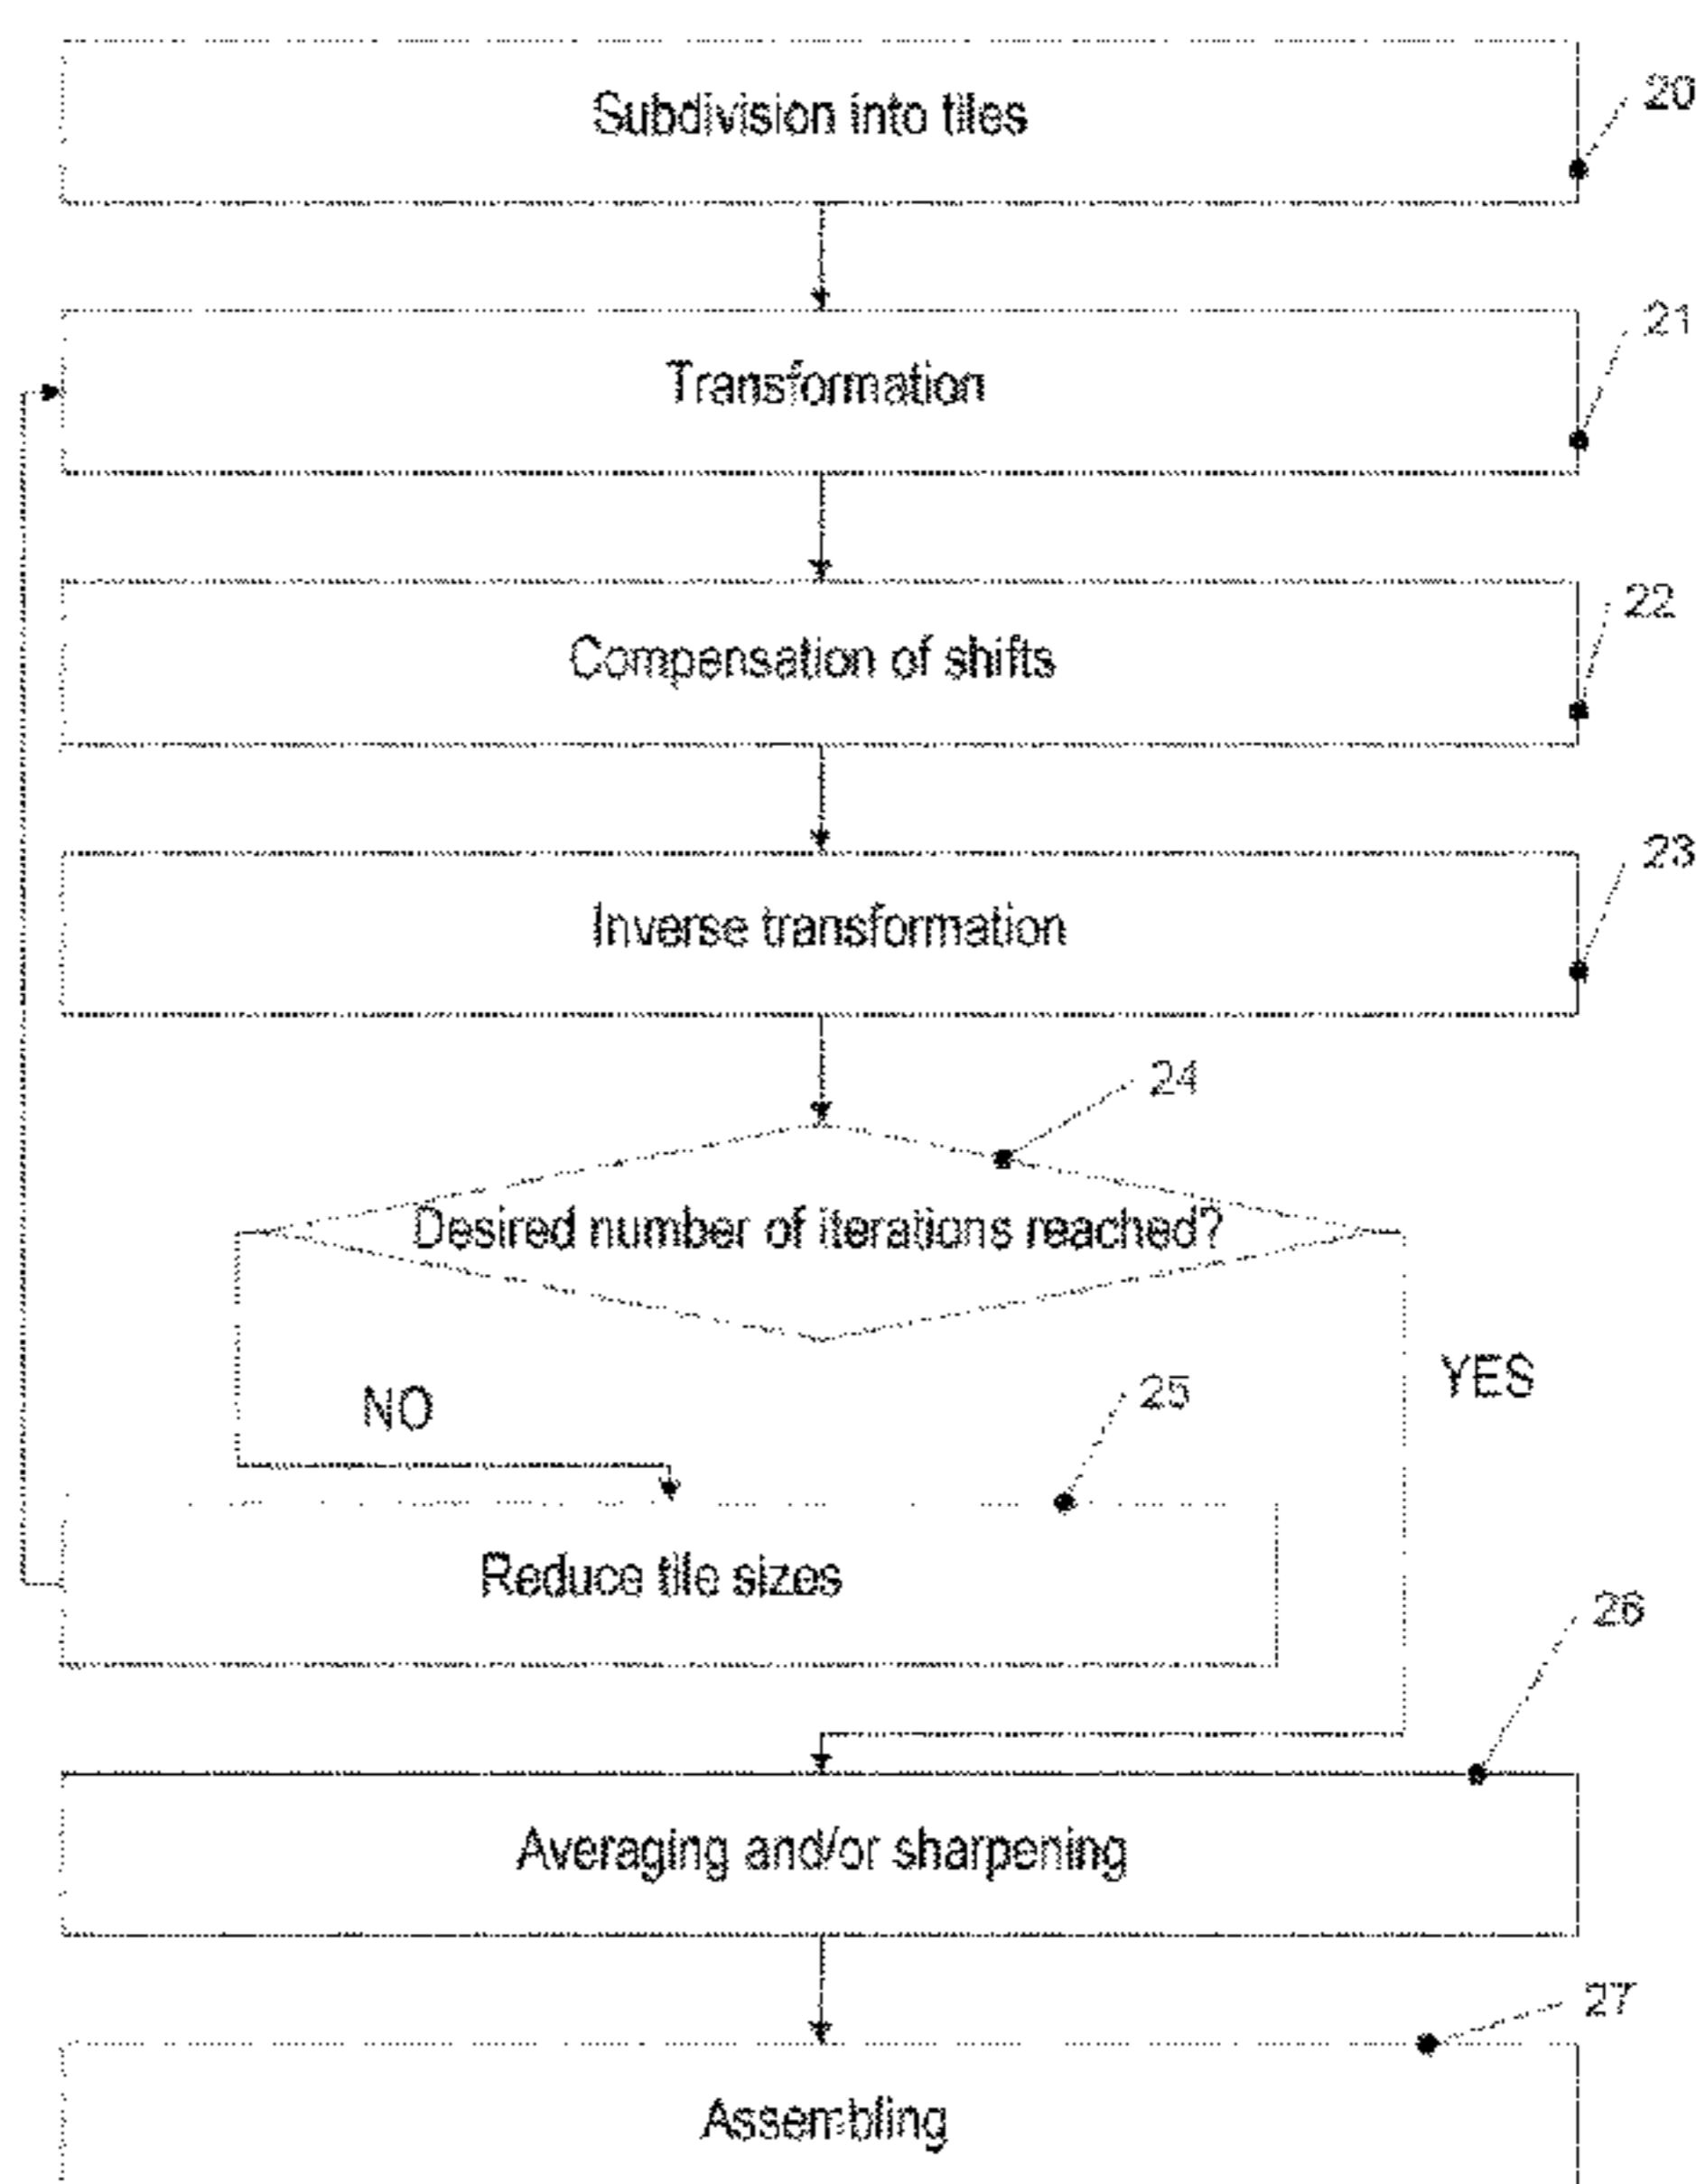 Subdivision into tiles
20
Transformation
21
Compensation of shifts
22
Inverse transformation
23
24
Desired number of iterations reached?
NO
YES
25
Reduce tile sizes
26
Averaging and/or sharpening
27
Assembling